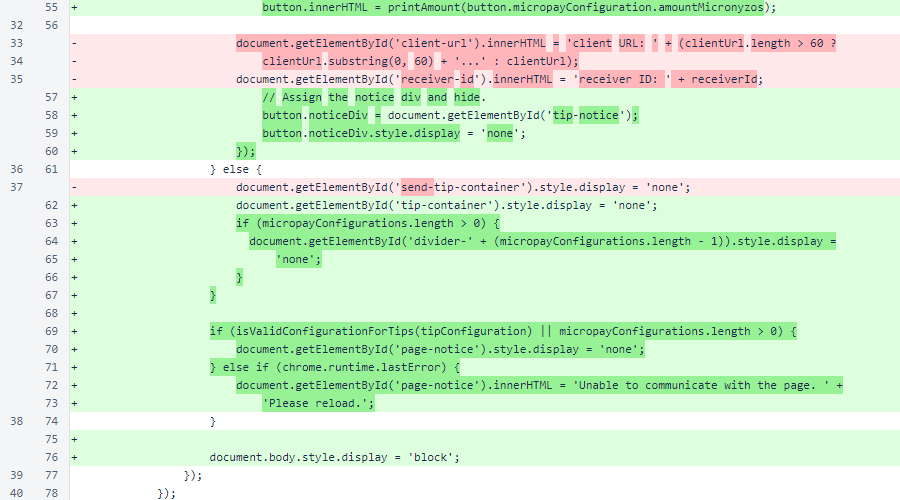 55 + button.innerHTML = printAmount(button.micropayConfiguration.amountMicronyzos);
32 56
33 - document.getElementById('client-url').innerHTML = 'client URL: ' + (clientUrl.length > 60 ?
34 - clientUrl.substring(0, 60) + '...' : clientUrl);
35 - document.getElementById('receiver-id').innerHTML = 'receiver ID: ' + receiverId;
57 + // Assign the notice div and hide.
58 + button.noticeDiv = document.getElementById('tip-notice');
59 + button.noticeDiv.style.display = 'none';
60 + });
36 61 } else {
37 - document.getElementById('send-tip-container').style.display = 'none';
62 + document.getElementById('tip-container').style.display = 'none';
63 + if (micropayConfigurations.length > 0) {
64 + document.getElementById('divider-' + (micropayConfigurations.length - 1)).style.display =
65 + 'none';
66 + }
67 + }
68 +
69 + if (isValidConfigurationForTips(tipConfiguration) || micropayConfigurations.length > 0) {
70 + document.getElementById('page-notice').style.display = 'none';
71 + } else if (chrome.runtime.lastError) {
72 + document.getElementById('page-notice').innerHTML = 'Unable to communicate with the page. ' +
73 + 'Please reload.';
38 74 }
75 +
76 + document.body.style.display = 'block';
39 77 });
40 78 });